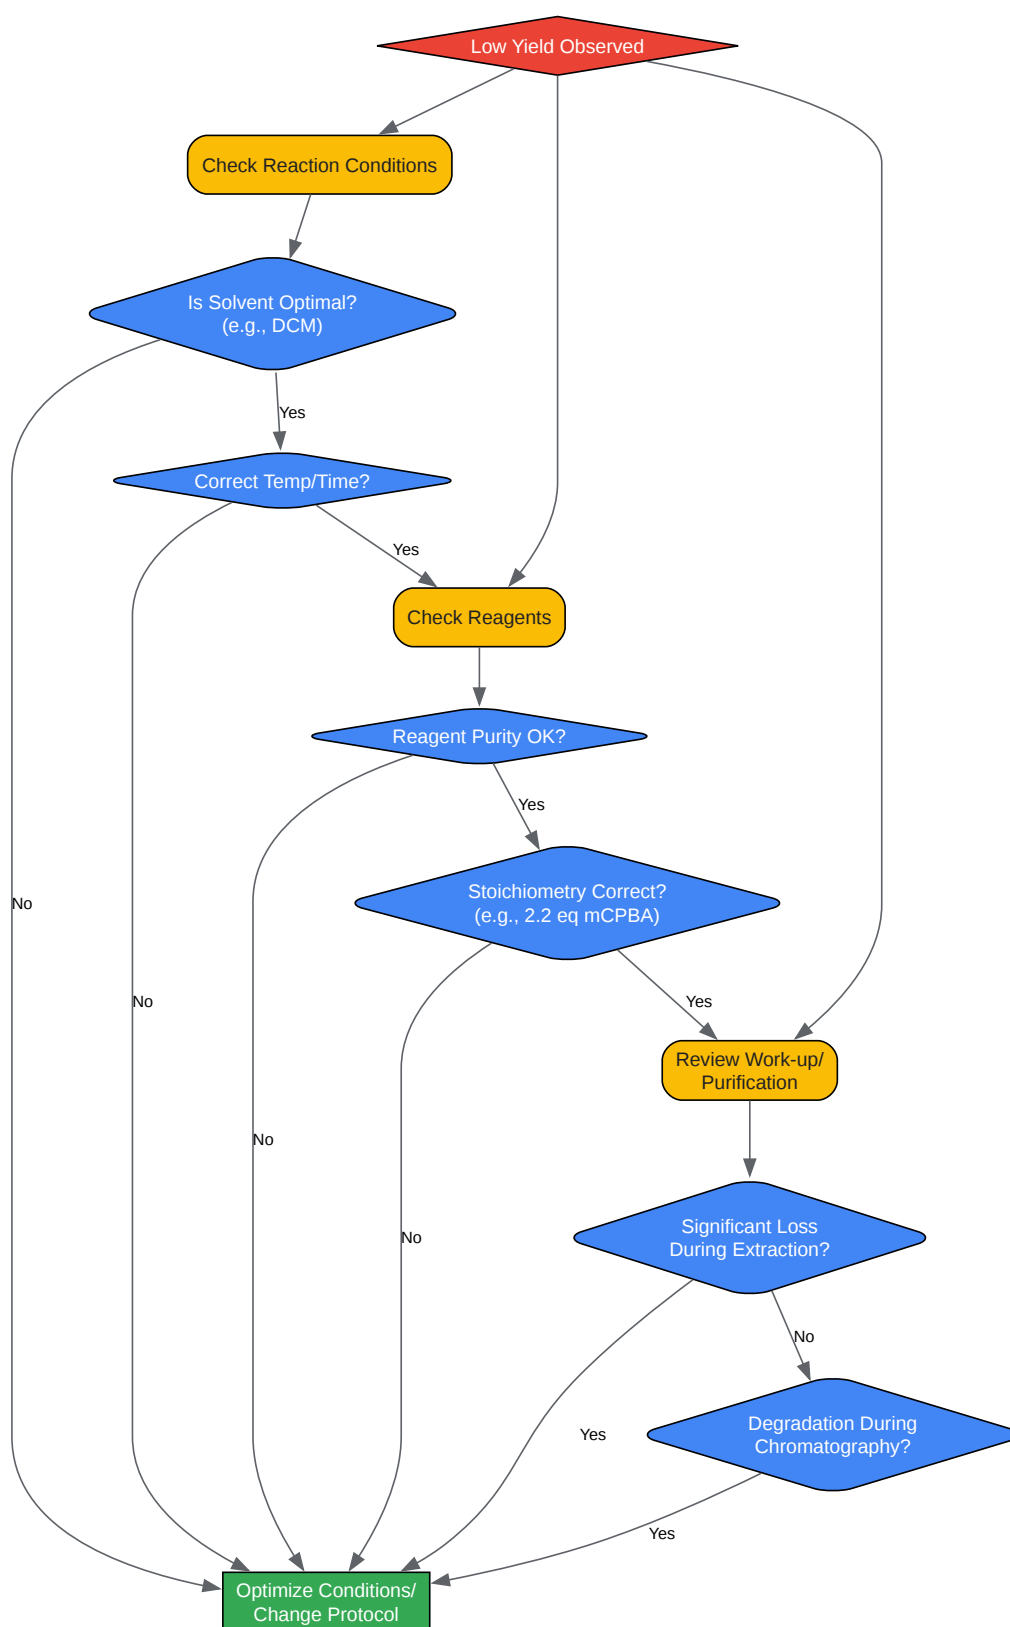 Low Yield Observed
Check Reaction Conditions
Is Solvent Optimal?
(e.g., DCM)
Yes
Correct Temp/Time?
Yes
Check Reagents
Reagent Purity OK?
Yes
Stoichiometry Correct?
(e.g., 2.2 eq mCPBA)
No
No
Yes
Review Work-up/
Purification
No
Significant Loss
During Extraction?
No
No
Degradation During
Chromatography?
Yes
Yes
Optimize Conditions/
Change Protocol